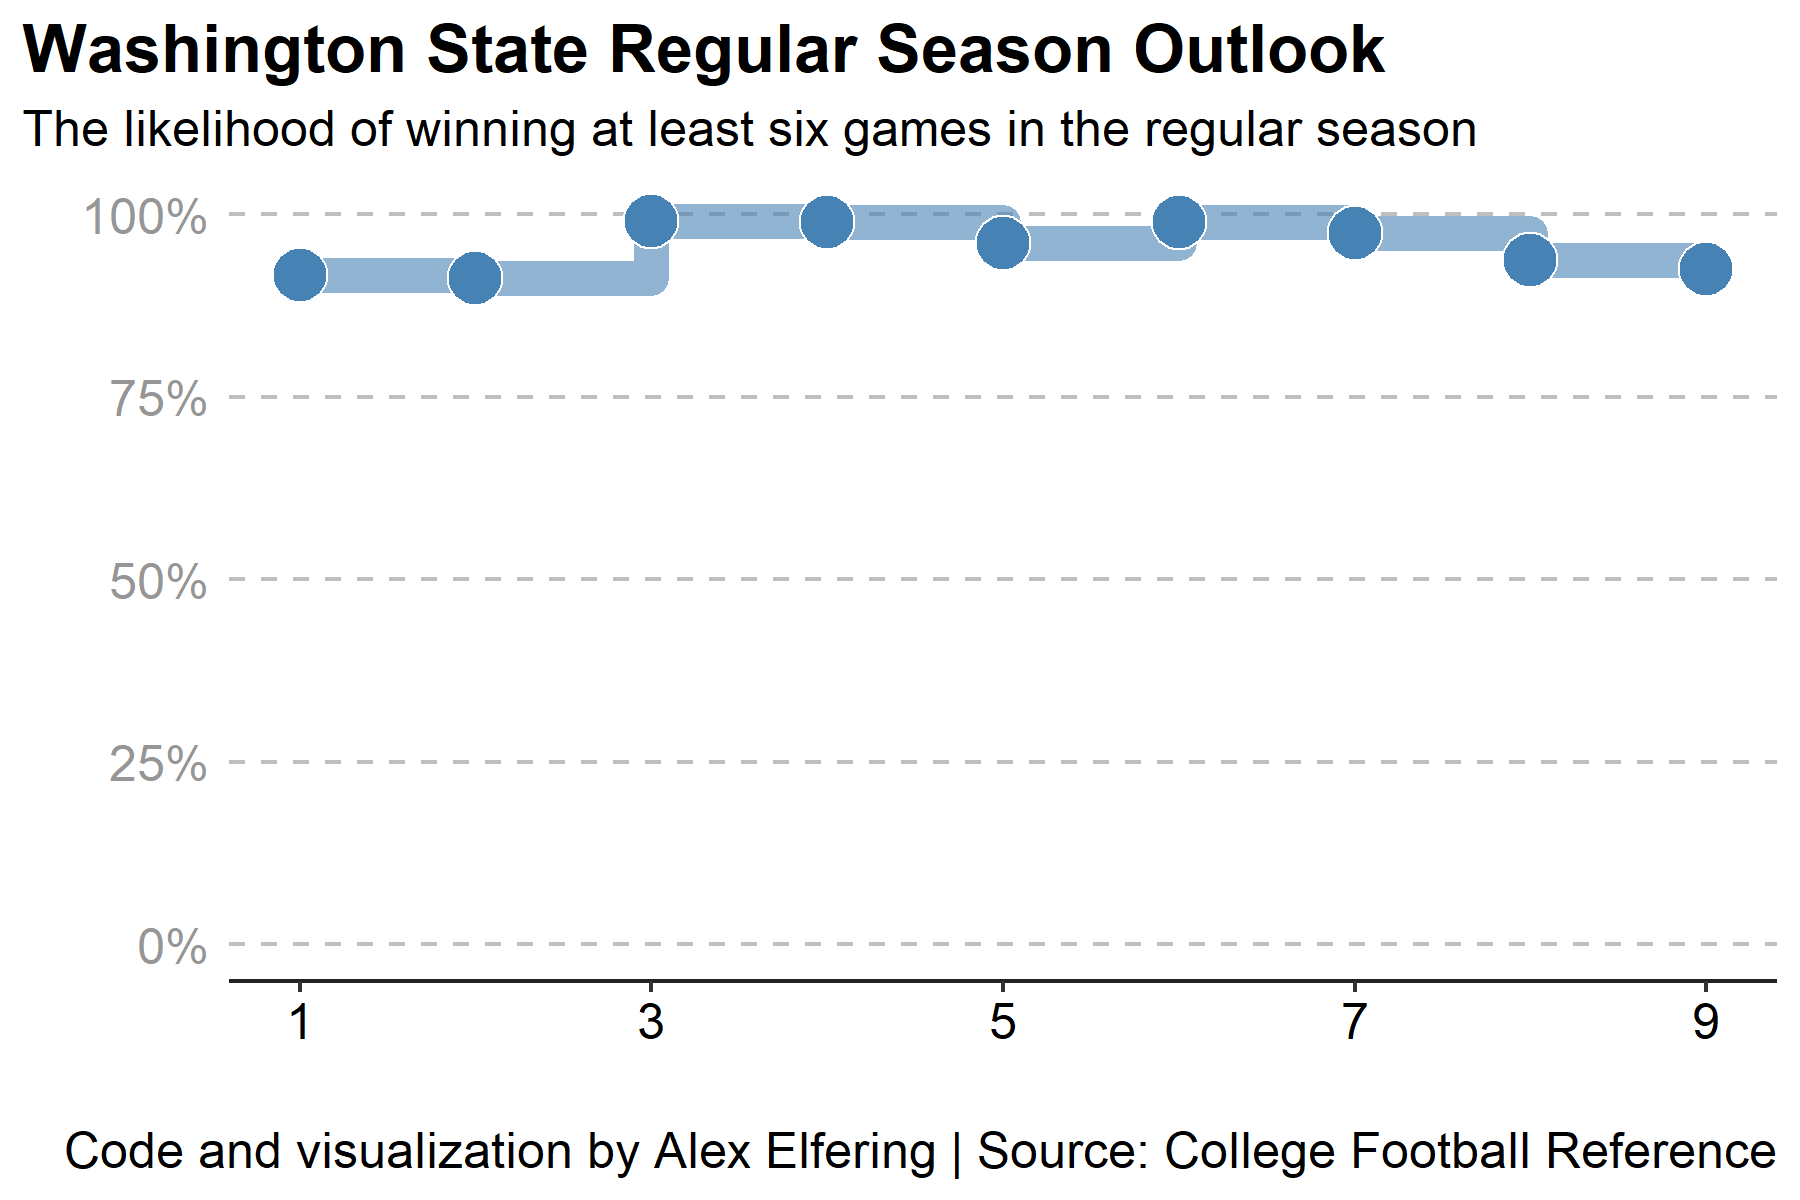 Washington State Regular Season Outlook
The likelihood of winning at least six games in the regular season
100%
75%
50%
25%
0%
1 3 5 7 9
Code and visualization by Alex Elfering | Source: College Football Reference